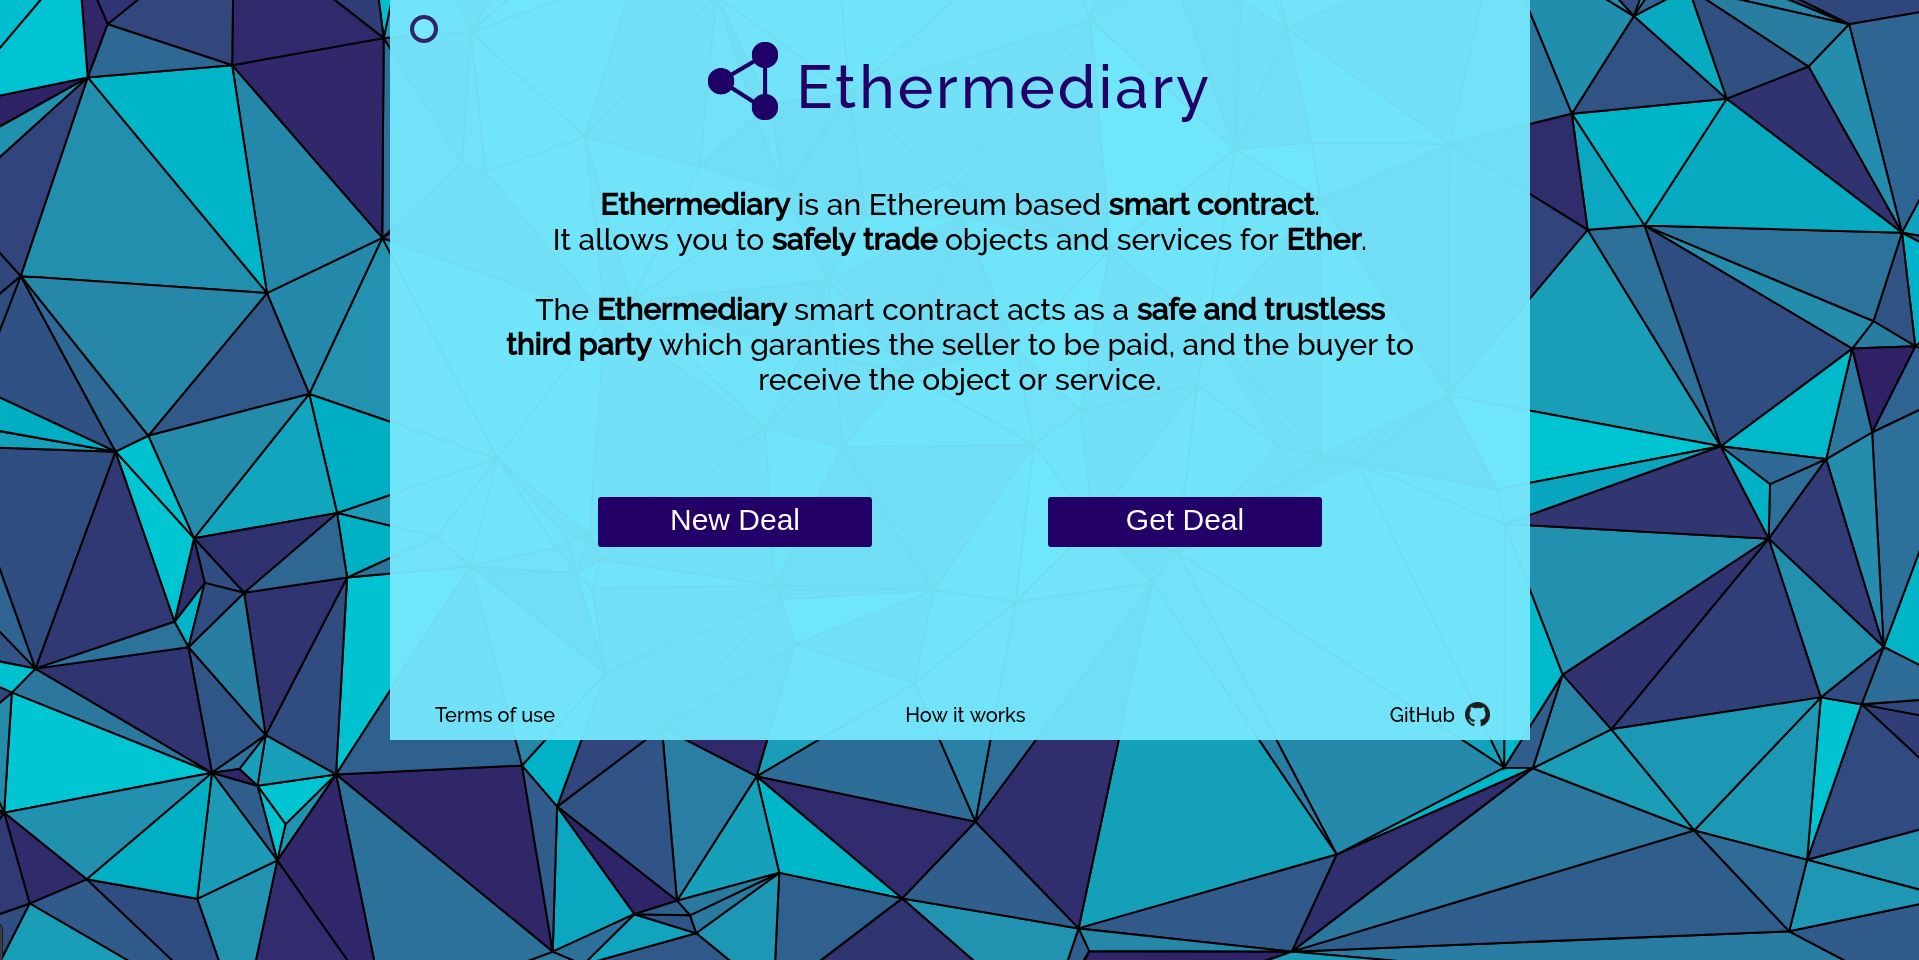 Ethermediary
Ethermediary is an Ethereum based smart contract.
It allows you to safely trade objects and services for Ether.
The Ethermediary smart contract acts as a safe and trustless
third party which garanties the seller to be paid, and the buyer to
receive the object or service.
New Deal
Get Deal
Terms of use
How it works
GitHub